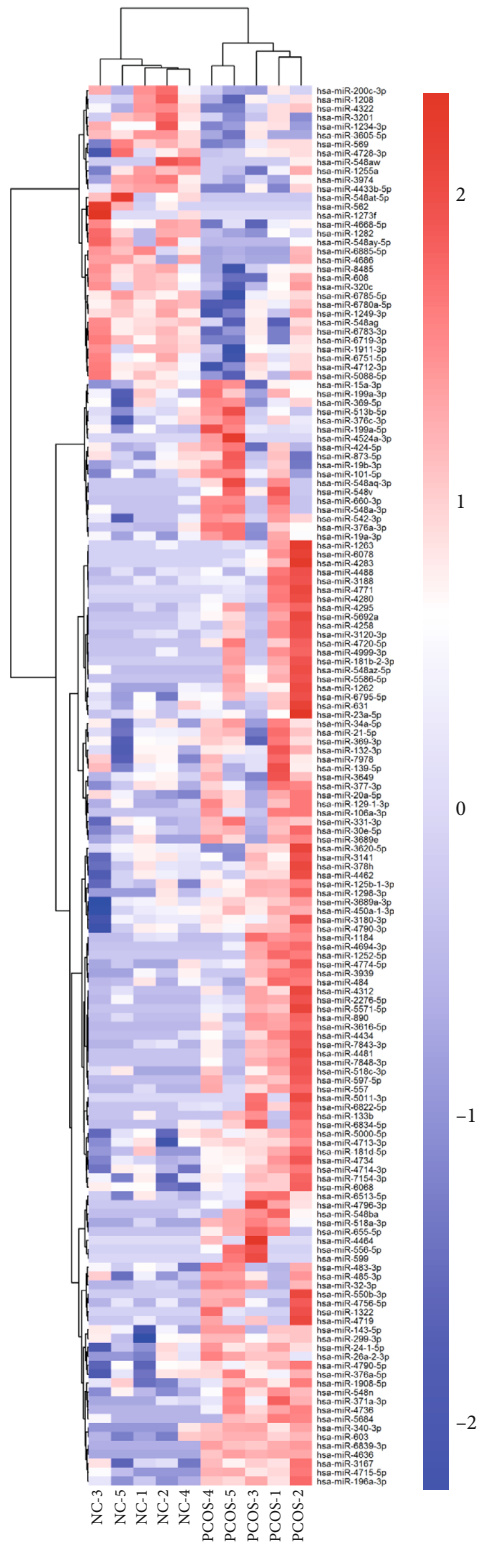 hsa-miR-200c-3p
hsa-miR-1208
hsa-miR-4322
hsa-miR-3201
hsa-miR-1234-3p
hsa-miR-3605-5p
hsa-miR-569
hsa-miR-4728-3p
hsa-miR-548aw
hsa-miR-1255a
hsa-miR-3974
hsa-miR-4433b-5p
hsa-miR-548at-5p
hsa-miR-562
hsa-miR-1273f
hsa-miR-4668-5p
hsa-miR-1282
hsa-miR-548ay-5p
hsa-miR-6885-5p
hsa-miR-4686
hsa-miR-8485
hsa-miR-608
hsa-miR-320c
hsa-miR-6785-5p
hsa-miR-6780a-5p
hsa-miR-1249-3p
hsa-miR-548ag
hsa-miR-6783-3p
hsa-miR-6719-3p
hsa-miR-1911-3p
hsa-miR-6751-5p
hsa-miR-4712-3p
hsa-miR-5088-5p
hsa-miR-15a-3p
hsa-miR-199a-3p
hsa-miR-369-5p
hsa-miR-513b-5p
hsa-miR-376c-3p
hsa-miR-199a-5p
hsa-miR-4524a-3p
hsa-miR-424-5p
hsa-miR-873-5p
hsa-miR-19b-3p
hsa-miR-101-5p
hsa-miR-548aq-3p
hsa-miR-548v
hsa-miR-660-3p
hsa-miR-548a-3p
hsa-miR-542-3p
hsa-miR-376a-3p
hsa-miR-19a-3p
hsa-miR-1263
hsa-miR-6078
hsa-miR-4283
hsa-miR-4488
hsa-miR-3188
hsa-miR-4771
hsa-miR-4280
hsa-miR-4295
hsa-miR-5692a
hsa-miR-4258
hsa-miR-3120-3p
hsa-miR-4720-5p
hsa-miR-4999-3p
hsa-miR-181b-2-3p
hsa-miR-548az-5p
hsa-miR-5586-5p
hsa-miR-1262
hsa-miR-6795-5p
hsa-miR-631
hsa-miR-23a-5p
hsa-miR-34a-5p
hsa-miR-21-5p
hsa-miR-369-3p
hsa-miR-132-3p
hsa-miR-7978
hsa-miR-139-5p
hsa-miR-3649
hsa-miR-377-3p
hsa-miR-20a-5p
hsa-miR-129-1-3p
hsa-miR-106a-3p
hsa-miR-331-3p
hsa-miR-30e-5p
hsa-miR-3689e
hsa-miR-3620-5p
hsa-miR-3141
hsa-miR-378h
hsa-miR-4462
hsa-miR-125b-1-3p
hsa-miR-1298-3p
hsa-miR-3689a-3p
hsa-miR-450a-1-3p
hsa-miR-3180-3p
hsa-miR-4790-3p
hsa-miR-1184
hsa-miR-4694-3p
hsa-miR-1252-5p
hsa-miR-4774-5p
hsa-miR-3939
hsa-miR-484
hsa-miR-4312
hsa-miR-2276-5p
hsa-miR-5571-5p
hsa-miR-890
hsa-miR-3616-5p
hsa-miR-4434
hsa-miR-7843-3p
hsa-miR-4481
hsa-miR-7848-3p
hsa-miR-518c-3p
hsa-miR-597-5p
hsa-miR-557
hsa-miR-5011-3p
hsa-miR-6822-5p
hsa-miR-133b
hsa-miR-6834-5p
hsa-miR-5000-5p
hsa-miR-4713-3p
hsa-miR-181d-5p
hsa-miR-4734
hsa-miR-4714-3p
hsa-miR-7154-3p
hsa-miR-6068
hsa-miR-6513-5p
hsa-miR-4796-3p
hsa-miR-548ba
hsa-miR-518a-3p
hsa-miR-655-5p
hsa-miR-4464
hsa-miR-556-5p
hsa-miR-599
hsa-miR-483-3p
hsa-miR-485-3p
hsa-miR-32-3p
hsa-miR-550b-3p
hsa-miR-4756-5p
hsa-miR-1322
hsa-miR-4719
hsa-miR-143-5p
hsa-miR-299-3p
hsa-miR-24-1-5p
hsa-miR-26a-2-3p
hsa-miR-4790-5p
hsa-miR-376a-5p
hsa-miR-1908-5p
hsa-miR-548n
hsa-miR-371a-3p
hsa-miR-4736
hsa-miR-5684
hsa-miR-340-3p
hsa-miR-603
hsa-miR-6839-3p
hsa-miR-4636
hsa-miR-3167
hsa-miR-4715-5p
hsa-miR-196a-3p
NC-3
NC-5
NC-1
NC-2
NC-4
PCOS-4
PCOS-5
PCOS-3
PCOS-1
PCOS-2
2
1
0
−1
−2